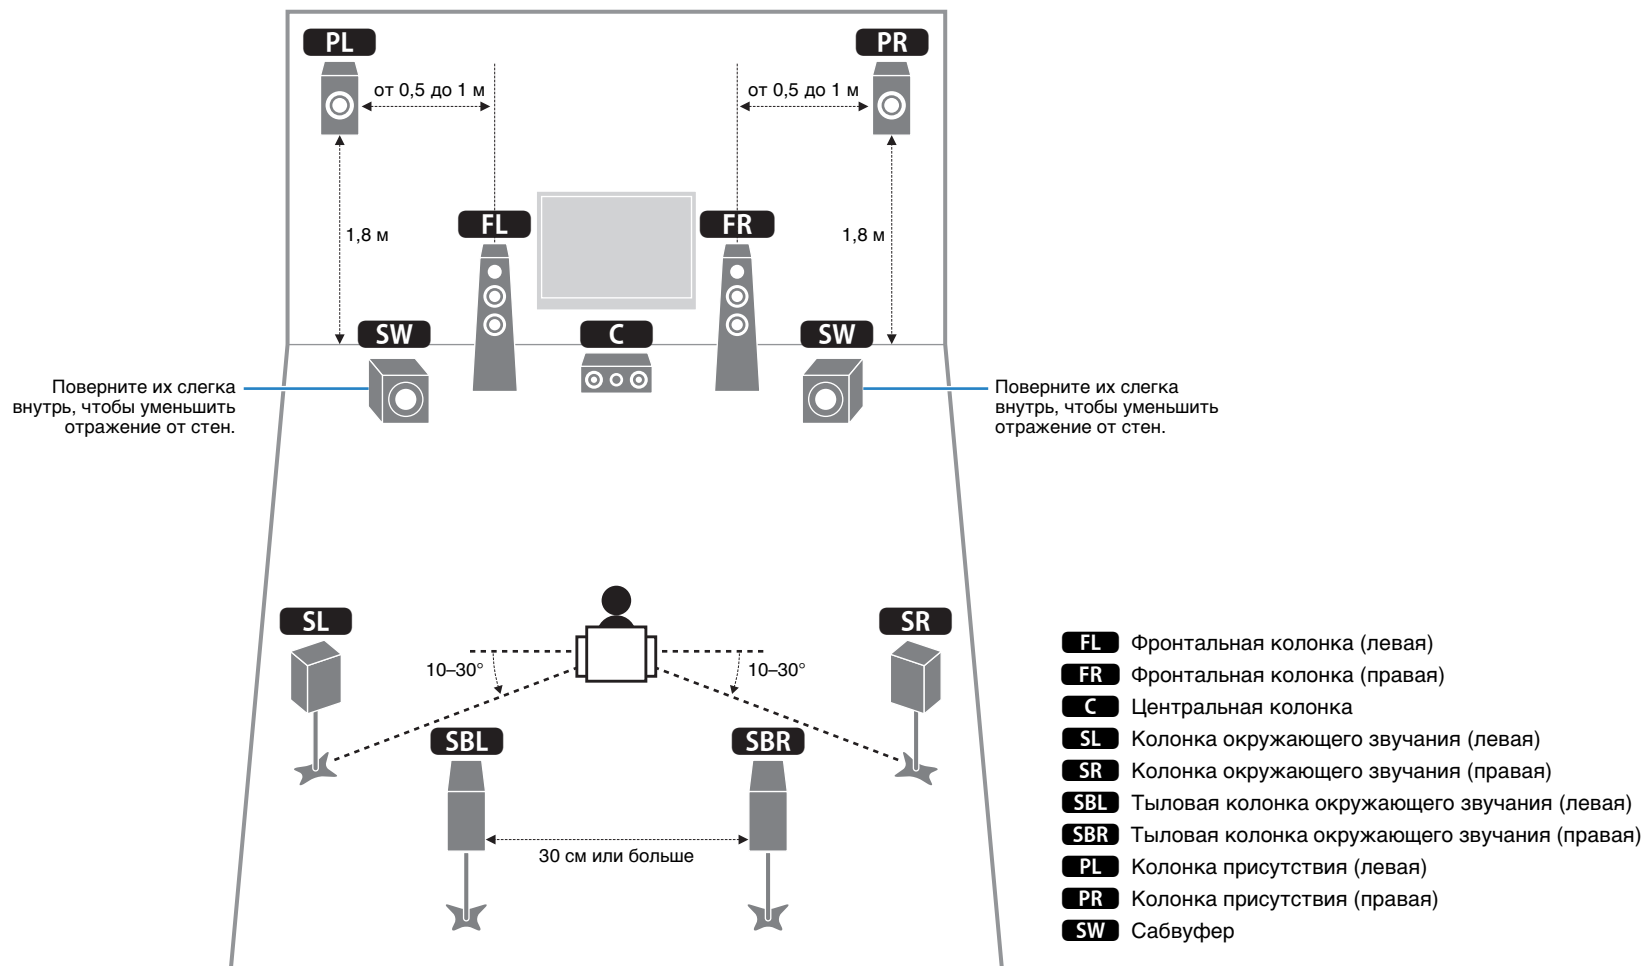 PL
PR
от 0,5 до 1 м
от 0,5 до 1 м
FL
FR
1,8 м
1,8 м
SW
C
SW
Поверните их слегка
внутрь, чтобы уменьшить
отражение от стен.
Поверните их слегка
внутрь, чтобы уменьшить
отражение от стен.
SL
SR
10–30°
10–30°
SBL
SBR
30 см или больше
FL Фронтальная колонка (левая)
FR Фронтальная колонка (правая)
C Центральная колонка
SL Колонка окружающего звучания (левая)
SR Колонка окружающего звучания (правая)
SBL Тыловая колонка окружающего звучания (левая)
SBR Тыловая колонка окружающего звучания (правая)
PL Колонка присутствия (левая)
PR Колонка присутствия (правая)
SW Сабвуфер